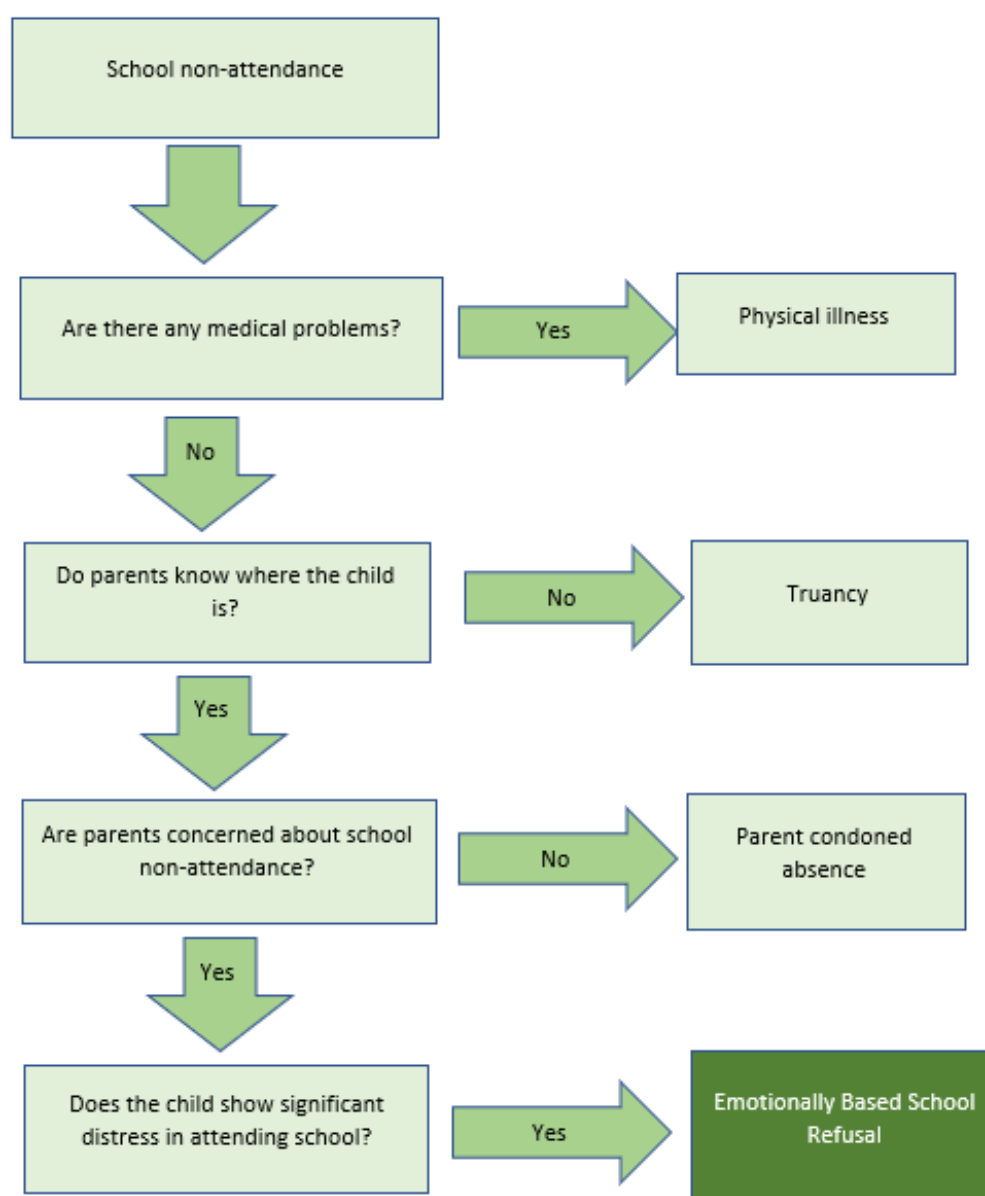 School non-attendance
Are there any medical problems?
Yes
Physical illness
No
Do parents know where the child
is?
No
Truancy
Yes
Are parents concerned about school
non-attendance?
No
Parent condoned
absence
Yes
Does the child show significant
distress in attending school?
Yes
Emotionally Based School
Refusal